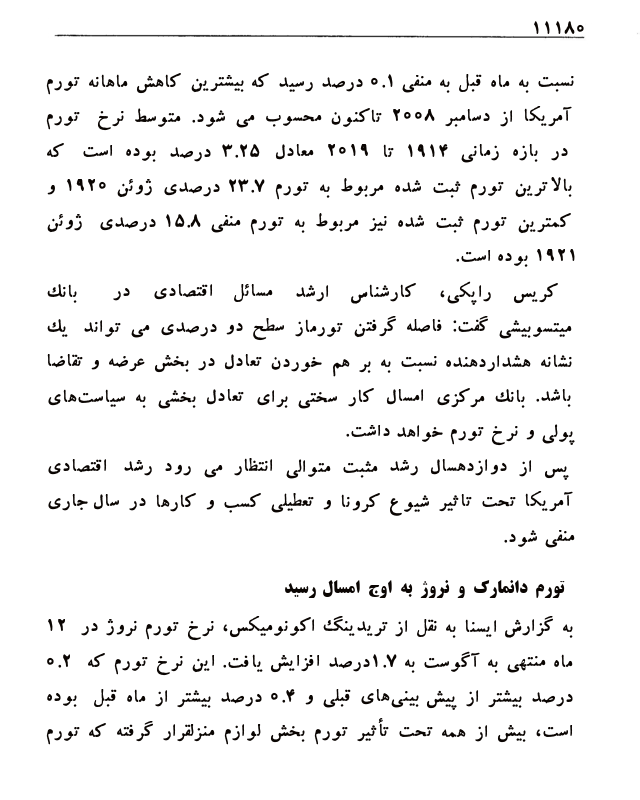 ۱۱۱۸۰
نسبت به ماه قبل به منفی ۰.۱ درصد رسید که بیشترین کاهش ماهانه تورم
آمریکا از دسامبر ۲۰۰۸ تاکنون محسوب می شود. متوسط نرخ تورم
در بازه زمانی ۱۹۱۴ تا ۲۰۱۹ معادل ۳.۲۵ درصد بوده است که
بالاترین تورم ثبت شده مربوط به تورم ۲۳.۷ درصدی ژوئن ۱۹۲۰ و
کمترین تورم ثبت شده نیز مربوط به تورم منفی ۱۵.۸ درصدی ژوئن
۱۹۲۱ بوده است.
کریس راپکی، کارشناس ارشد مسائل اقتصادی در بانك
میتسوبیشی گفت: فاصله گرفتن تورماز سطح دو درصدی می تواند يك
نشانه هشداردهنده نسبت به بر هم خوردن تعادل در بخش عرضه و تقاضا
باشد. بانك مرکزی امسال کار سختی برای تعادل بخشی به سیاست‌های
پولی و نرخ تورم خواهد داشت.
پس از دوازدهسال رشد مثبت متوالی انتظار می رود رشد اقتصادی
آمریکا تحت تاثیر شیوع کرونا و تعطیلی کسب و کارها در سال جاری
منفی شود.
تورم دانمارک و نروژ به اوج امسال رسید
به گزارش ایسنا به نقل از تریدینگ اکونومیکس، نرخ تورم نروژ در ۱۲
ماه منتهی به آگوست به ۱.۷درصد افزایش یافت. این نرخ تورم که ۰.۲
درصد بیشتر از پیش بینی‌های قبلی و ۰.۴ درصد بیشتر از ماه قبل بوده
است، بیش از همه تحت تأثیر تورم بخش لوازم منزلقرار گرفته که تورم